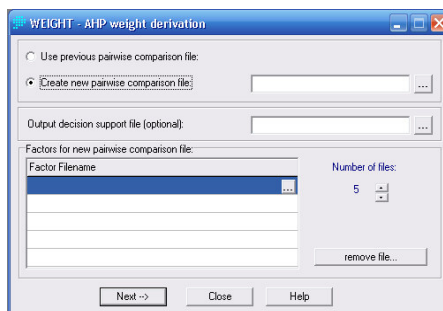 WEIGHT - AHP weight derivation
Use previous pairwise comparison file:
Create new pairwise comparison file:
...
Output decision support file (optional):
...
Factors for new pairwise comparison file:
Factor Filename
...
Number of files:
5
remove file...
Next -->
Close
Help